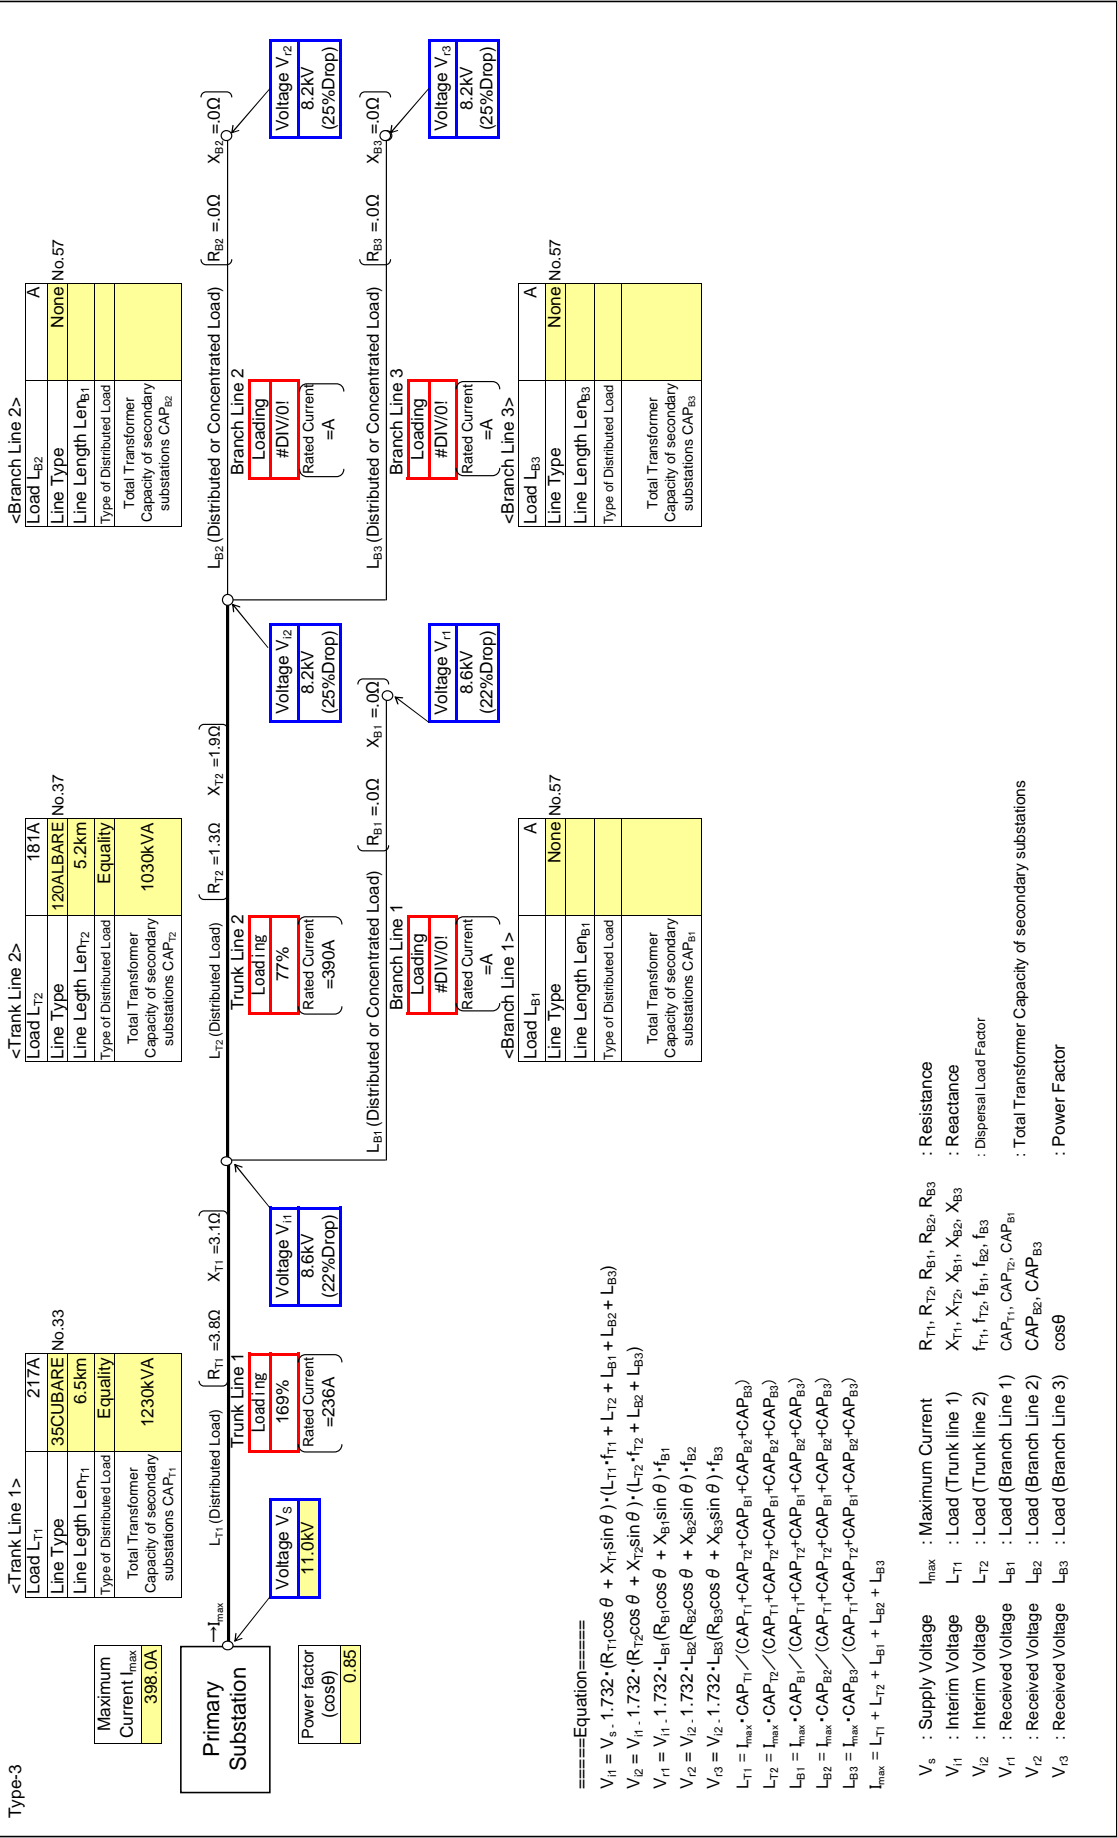 Type-3
Maximum
Current Imax
398.0A
Primary
Substation
Power factor
(cosθ)
0.85
→Imax
Voltage VS
11.0kV
<Trank Line 1>
Load LT1 217A
Line Type 35CUBARE No.33
Line Legth LenT1 6.5km
Type of Distributed Load Equality
Total Transformer
Capacity of secondary
substations CAPT1
1230kVA
LT1 (Distributed Load)
RT1 =3.8Ω XT1 =3.1Ω
Trunk Line 1
Loading
169%
Rated Current
=236A
Voltage Vi1
8.6kV
(22%Drop)
<Trank Line 2>
Load LT2 181A
Line Type 120ALBARE No.37
Line Legth LenT2 5.2km
Type of Distributed Load Equality
Total Transformer
Capacity of secondary
substations CAPT2
1030kVA
LT2 (Distributed Load)
RT2 =1.3Ω XT2 =1.9Ω
Trunk Line 2
Loading
77%
Rated Current
=390A
Voltage Vi2
8.2kV
(25%Drop)
LB1 (Distributed or Concentrated Load)
RB1 =.0Ω XB1 =.0Ω
Branch Line 1
Loading
#DIV/0!
Rated Current
=A
Voltage Vr1
8.6kV
(22%Drop)
<Branch Line 1>
Load LB1 A
Line Type None No.57
Line Length LenB1
Type of Distributed Load
Total Transformer
Capacity of secondary
substations CAPB1
<Branch Line 2>
Load LB2 A
Line Type None No.57
Line Length LenB1
Type of Distributed Load
Total Transformer
Capacity of secondary
substations CAPB2
LB2 (Distributed or Concentrated Load)
RB2 =.0Ω XB2 =.0Ω
Branch Line 2
Loading
#DIV/0!
Rated Current
=A
Voltage Vr2
8.2kV
(25%Drop)
LB3 (Distributed or Concentrated Load)
RB3 =.0Ω XB3 =.0Ω
Branch Line 3
Loading
#DIV/0!
Rated Current
=A
Voltage Vr3
8.2kV
(25%Drop)
<Branch Line 3>
Load LB3 A
Line Type None No.57
Line Length LenB3
Type of Distributed Load
Total Transformer
Capacity of secondary
substations CAPB3
=====Equation=====
Vi1 = VS - 1.732・(RT1cosθ + XT1sinθ)・(LT1・fT1 + LT2 + LB1 + LB2 + LB3)
Vi2 = Vi1 - 1.732・(RT2cosθ + XT2sinθ)・(LT2・fT2 + LB2 + LB3)
Vr1 = Vi1 - 1.732・LB1(RB1cosθ + XB1sinθ)・fB1
Vr2 = Vi2 - 1.732・LB2(RB2cosθ + XB2sinθ)・fB2
Vr3 = Vi2 - 1.732・LB3(RB3cosθ + XB3sinθ)・fB3
LT1 = Imax・CAPT1／(CAPT1+CAPT2+CAPB1+CAPB2+CAPB3)
LT2 = Imax・CAPT2／(CAPT1+CAPT2+CAPB1+CAPB2+CAPB3)
LB1 = Imax・CAPB1／(CAPT1+CAPT2+CAPB1+CAPB2+CAPB3)
LB2 = Imax・CAPB2／(CAPT1+CAPT2+CAPB1+CAPB2+CAPB3)
LB3 = Imax・CAPB3／(CAPT1+CAPT2+CAPB1+CAPB2+CAPB3)
Imax = LT1 + LT2 + LB1 + LB2 + LB3
Vs : Supply Voltage Imax : Maximum Current RT1, RT2, RB1, RB2, RB3 : Resistance
Vi1 : Interim Voltage LT1 : Load (Trunk line 1) XT1, XT2, XB1, XB2, XB3 : Reactance
Vi2 : Interim Voltage LT2 : Load (Trunk line 2) fT1, fT2, fB1, fB2, fB3 : Dispersal Load Factor
Vr1 : Received Voltage LB1 : Load (Branch Line 1) CAPT1, CAPT2, CAPB1
Vr2 : Received Voltage LB2 : Load (Branch Line 2) CAPB2, CAPB3 : Total Transformer Capacity of secondary substations
Vr3 : Received Voltage LB3 : Load (Branch Line 3) cosθ : Power Factor